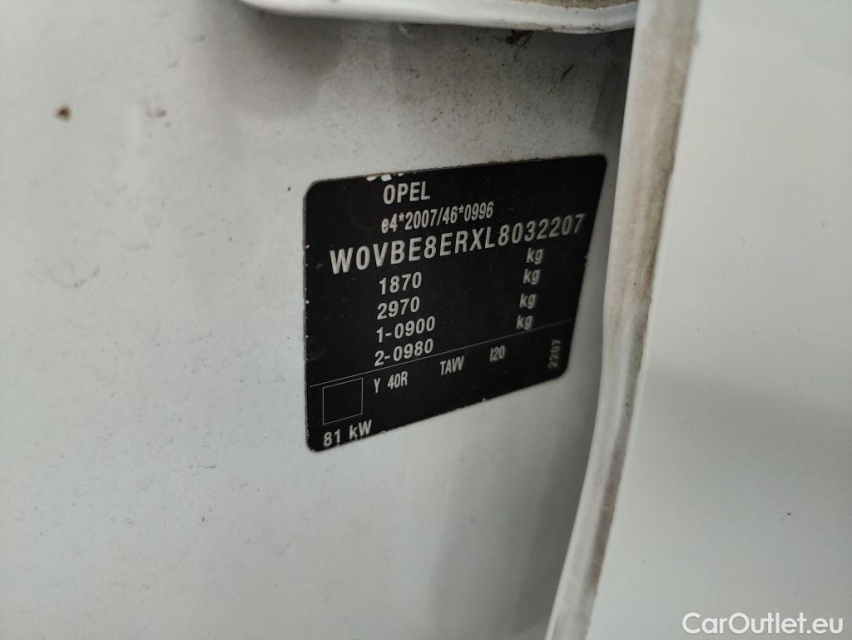 OPEL
e4*2007/46*0996
W0VBE8ERXL8032207
1870 kg
2970 kg
1-0900 kg
2-0980 kg
Y 40R TAVV I20
2207
81 kW
CarOutlet.eu